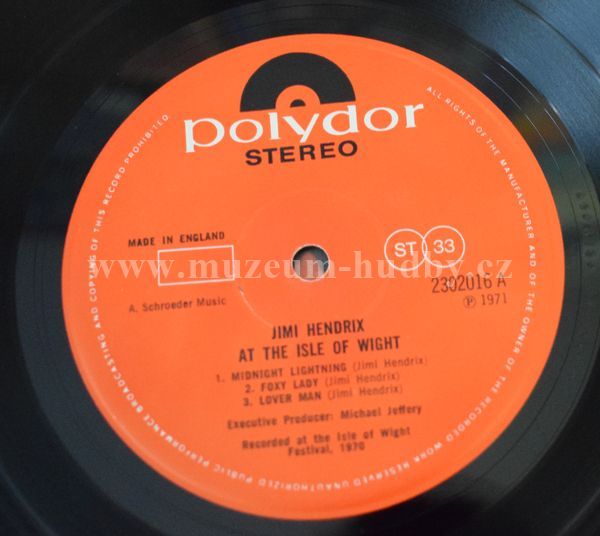 polydor
STEREO
ALL RIGHTS OF THE MANUFACTURER AND OF THE OWNER OF THE RECORDED WORK RESERVED UNAUTHORIZED PUBLIC PERFORMANCE BROADCASTING AND COPYING OF THIS RECORD PROHIBITED
MADE IN ENGLAND
ST 33
www.muzeum-hudby.cz
2302016 A
A. Schroeder Music
℗ 1971
JIMI HENDRIX
AT THE ISLE OF WIGHT
1. MIDNIGHT LIGHTNING (Jimi Hendrix)
2. FOXY LADY (Jimi Hendrix)
3. LOVER MAN (Jimi Hendrix)
Executive Producer: Michael Jeffery
Recorded at the Isle of Wight
Festival, 1970